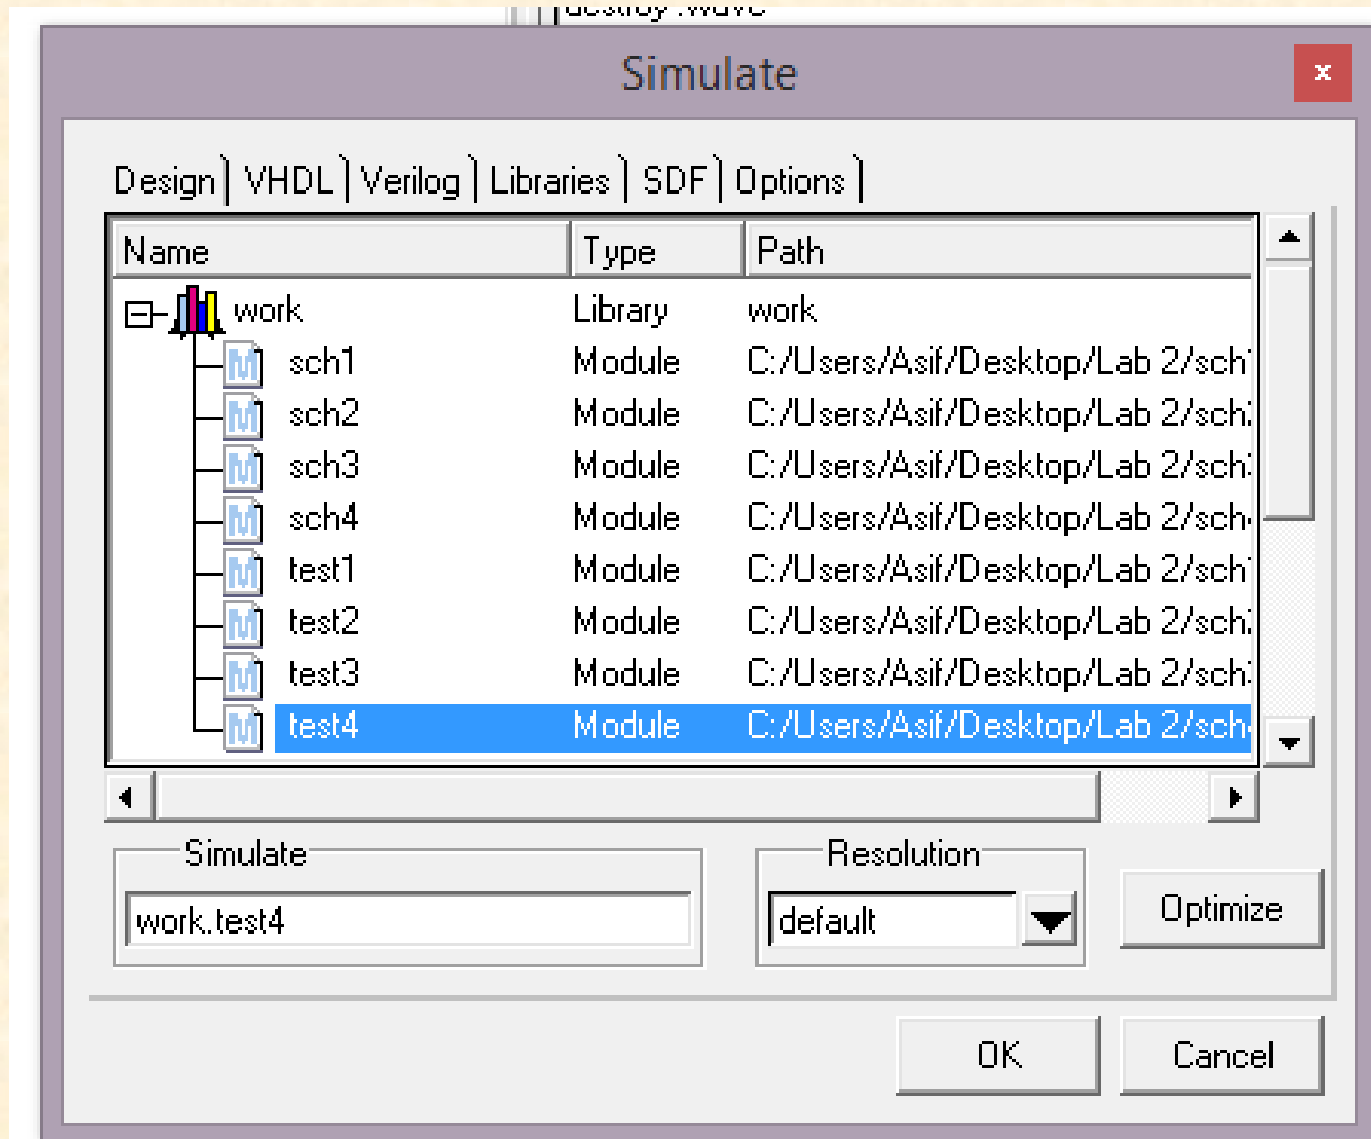 destroy .wave
Simulate
x
Design VHDL Verilog Libraries SDF Options
Name Type Path
work Library work
sch1 Module C:/Users/Asif/Desktop/Lab 2/sch1
sch2 Module C:/Users/Asif/Desktop/Lab 2/sch
sch3 Module C:/Users/Asif/Desktop/Lab 2/sch
sch4 Module C:/Users/Asif/Desktop/Lab 2/sch
test1 Module C:/Users/Asif/Desktop/Lab 2/sch1
test2 Module C:/Users/Asif/Desktop/Lab 2/sch
test3 Module C:/Users/Asif/Desktop/Lab 2/sch
test4 Module C:/Users/Asif/Desktop/Lab 2/sch
Simulate Resolution
work.test4 default Optimize
OK Cancel